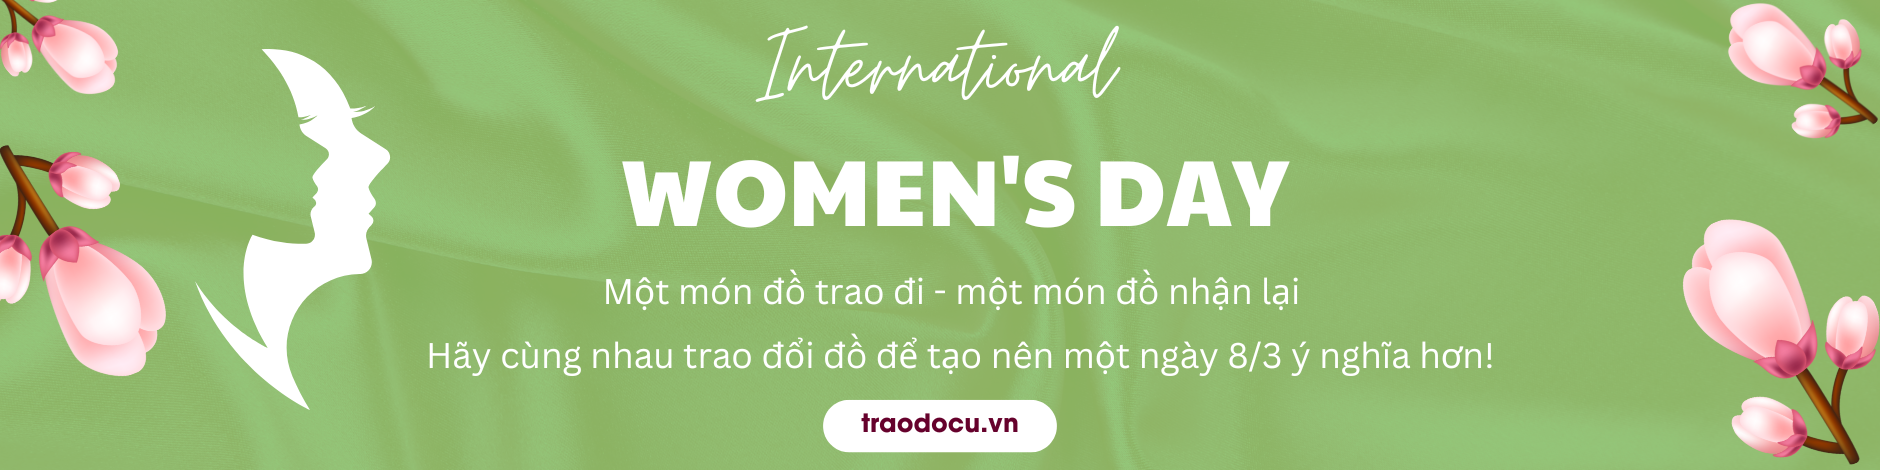 International
WOMEN'S DAY
Một món đồ trao đi - một món đồ nhận lại
Hãy cùng nhau trao đổi đồ để tạo nên một ngày 8/3 ý nghĩa hơn!
traodocu.vn